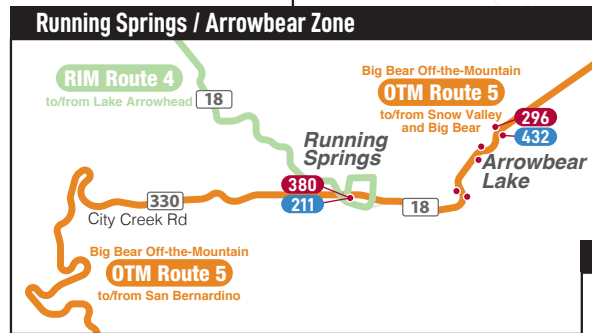 Running Springs / Arrowbear Zone
RIM Route 4
to/from Lake Arrowhead
18
Big Bear Off-the-Mountain
OTM Route 5
to/from Snow Valley
and Big Bear
296
432
Running
Springs
Arrowbear
Lake
380
211
330
18
City Creek Rd
Big Bear Off-the-Mountain
OTM Route 5
to/from San Bernardino